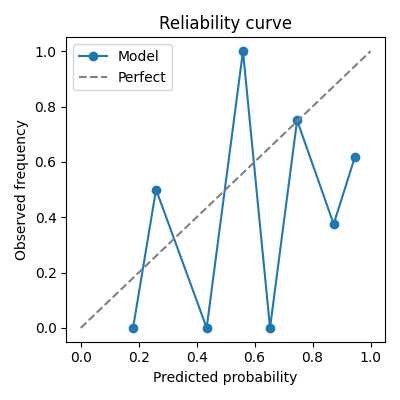 Reliability curve
Model
Perfect
Observed frequency
1.0
0.8
0.6
0.4
0.2
0.0
0.0 0.2 0.4 0.6 0.8 1.0
Predicted probability